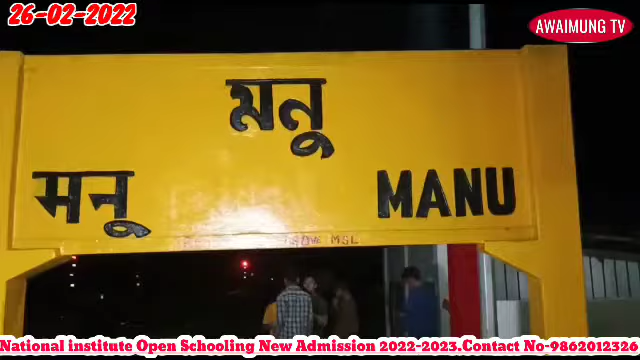 26-02-2022
AWAIMUNG TV
মনু
मनू
MANU
National institute Open Schooling New Admission 2022-2023.Contact No-9862012326